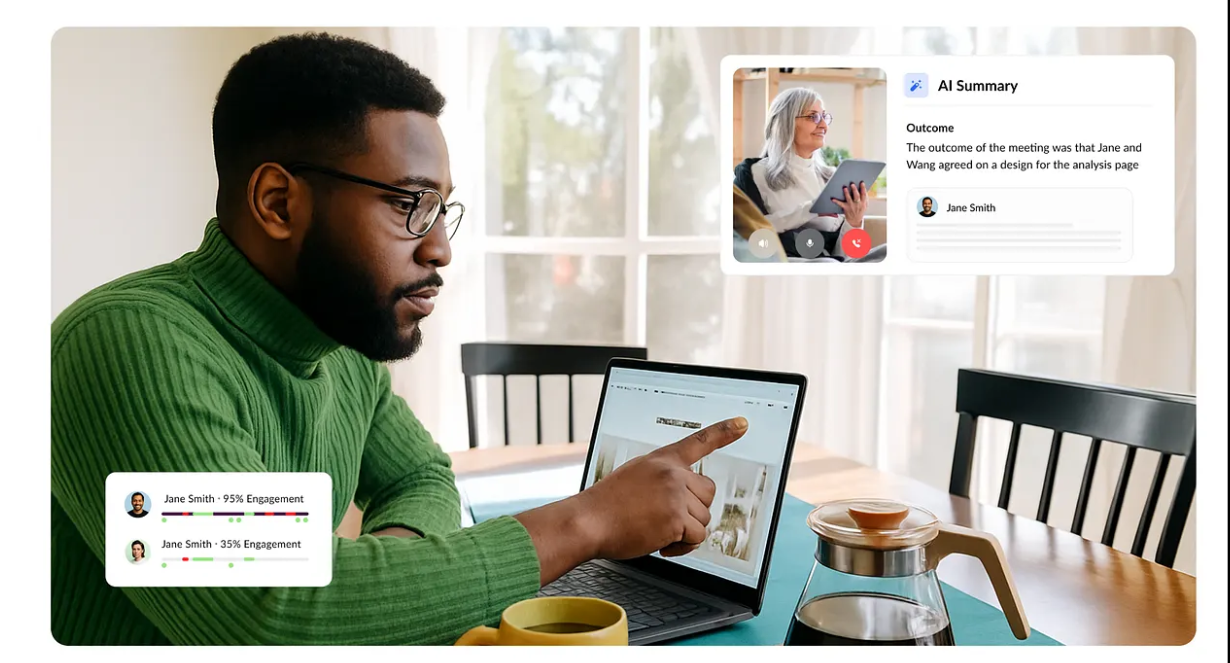 AI Summary
Outcome
The outcome of the meeting was that Jane and
Wang agreed on a design for the analysis page
Jane Smith
Jane Smith · 95% Engagement
Jane Smith · 35% Engagement